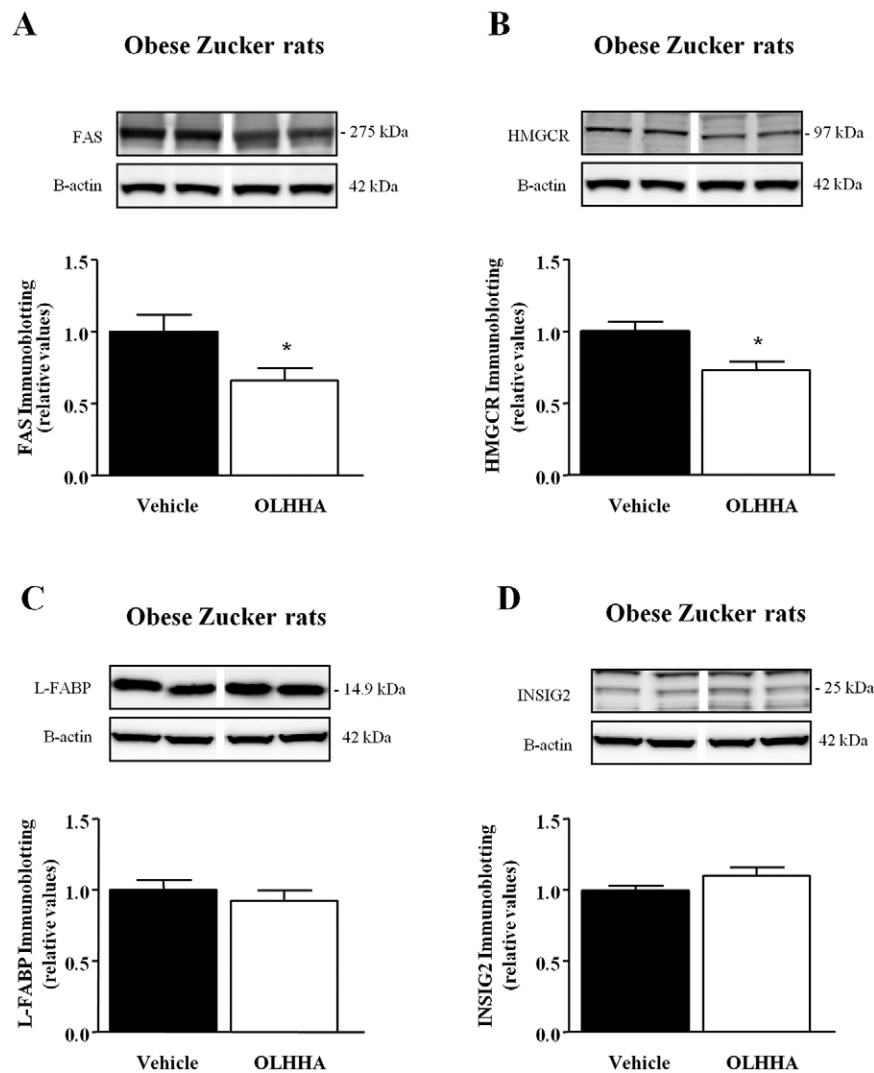 A
Obese Zucker rats
FAS
- 275 kDa
B-actin
42 kDa
1.5
1.0
0.5
0.0
FAS Immunoblotting
(relative values)
*
Vehicle
OLHHA
B
Obese Zucker rats
HMGCR
- 97 kDa
B-actin
42 kDa
1.5
1.0
0.5
0.0
HMGCR Immunoblotting
(relative values)
*
Vehicle
OLHHA
C
Obese Zucker rats
L-FABP
- 14.9 kDa
B-actin
42 kDa
1.5
1.0
0.5
0.0
L-FABP Immunoblotting
(relative values)
Vehicle
OLHHA
D
Obese Zucker rats
INSIG2
- 25 kDa
B-actin
42 kDa
1.5
1.0
0.5
0.0
INSIG2 Immunoblotting
(relative values)
Vehicle
OLHHA